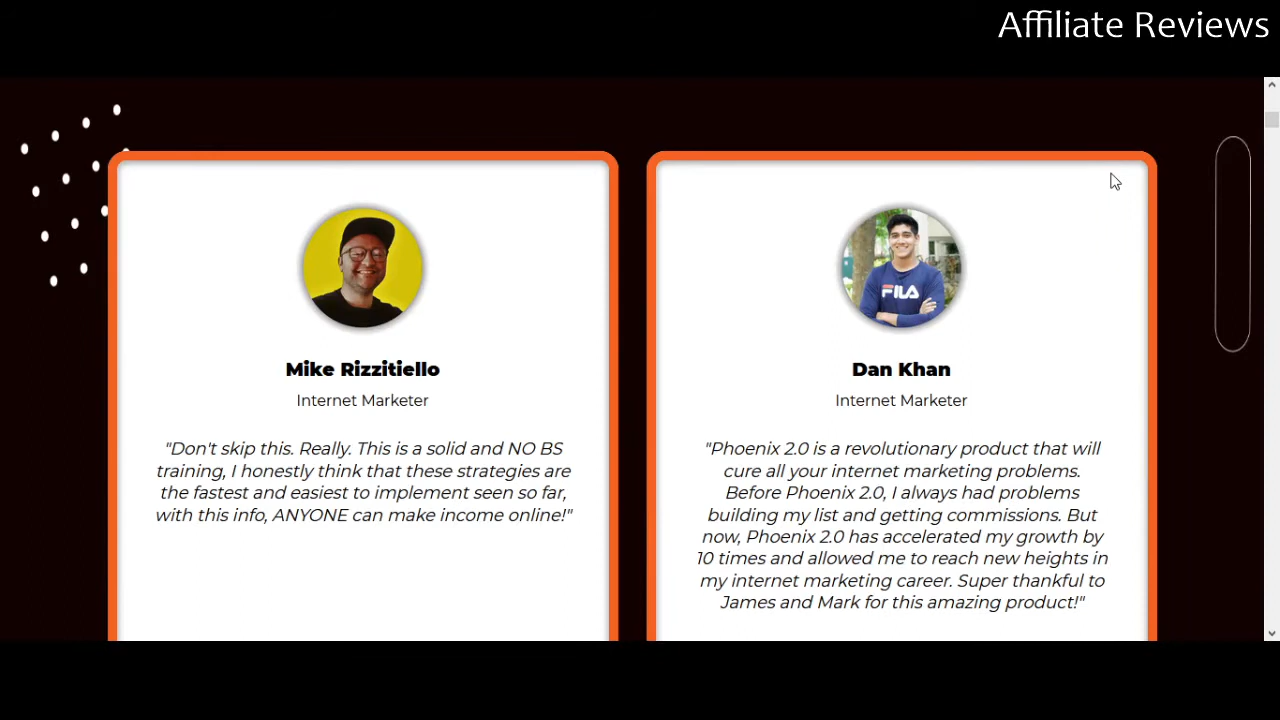 Affiliate Reviews
FILA
Mike Rizzitiello
Internet Marketer
"Don't skip this. Really. This is a solid and NO BS
training, I honestly think that these strategies are
the fastest and easiest to implement seen so far,
with this info, ANYONE can make income online!"
Dan Khan
Internet Marketer
"Phoenix 2.0 is a revolutionary product that will
cure all your internet marketing problems.
Before Phoenix 2.0, I always had problems
building my list and getting commissions. But
now, Phoenix 2.0 has accelerated my growth by
10 times and allowed me to reach new heights in
my internet marketing career. Super thankful to
James and Mark for this amazing product!"